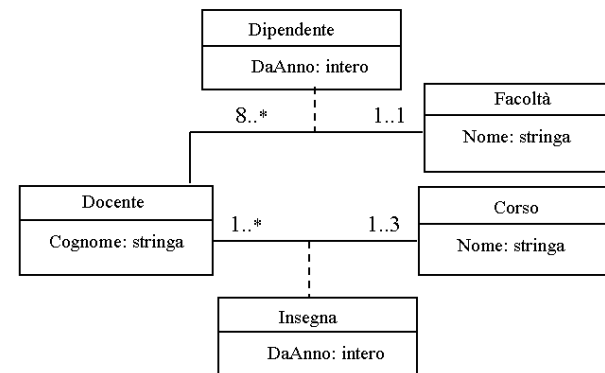 Dipendente
DaAnno: intero
8..*
1..1
Facoltà
Nome: stringa
Docente
Cognome: stringa
1..*
1..3
Corso
Nome: stringa
Insegna
DaAnno: intero